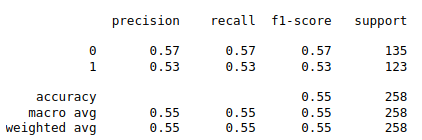 precision recall f1-score support
0 0.57 0.57 0.57 135
1 0.53 0.53 0.53 123
accuracy 0.55 258
macro avg 0.55 0.55 0.55 258
weighted avg 0.55 0.55 0.55 258